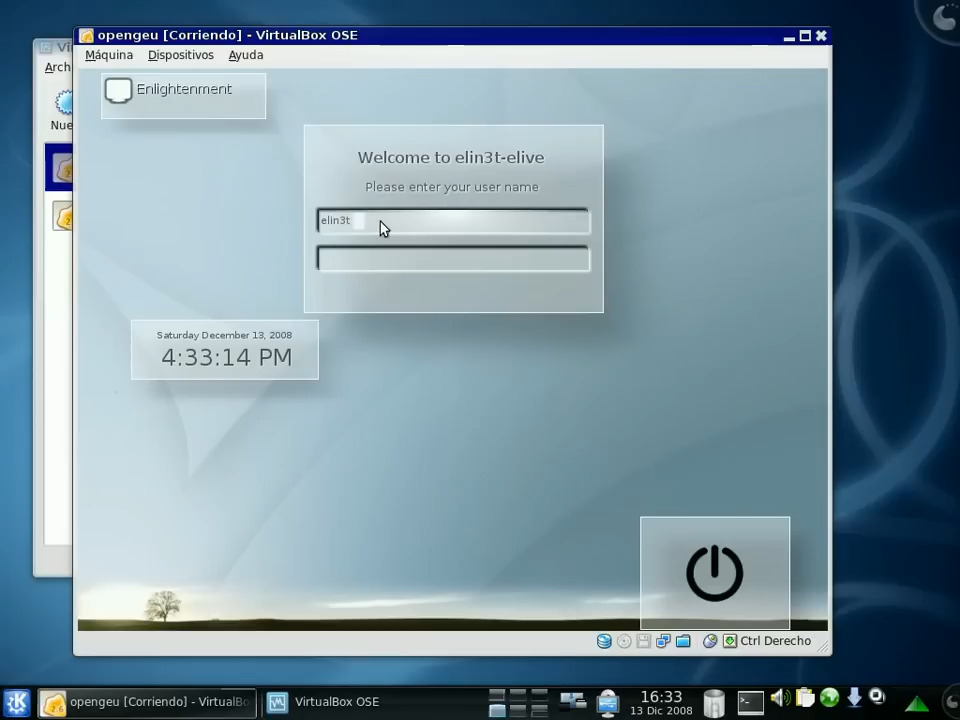 opengeu [Corriendo] - VirtualBox OSE
Máquina Dispositivos Ayuda
Arch
Nue
Enlightenment
Welcome to elin3t-elive
Please enter your user name
elin3t
Saturday December 13, 2008
4:33:14 PM
Ctrl Derecho
opengeu [Corriendo] - VirtualBo
VirtualBox OSE
16:33
13 Dic 2008